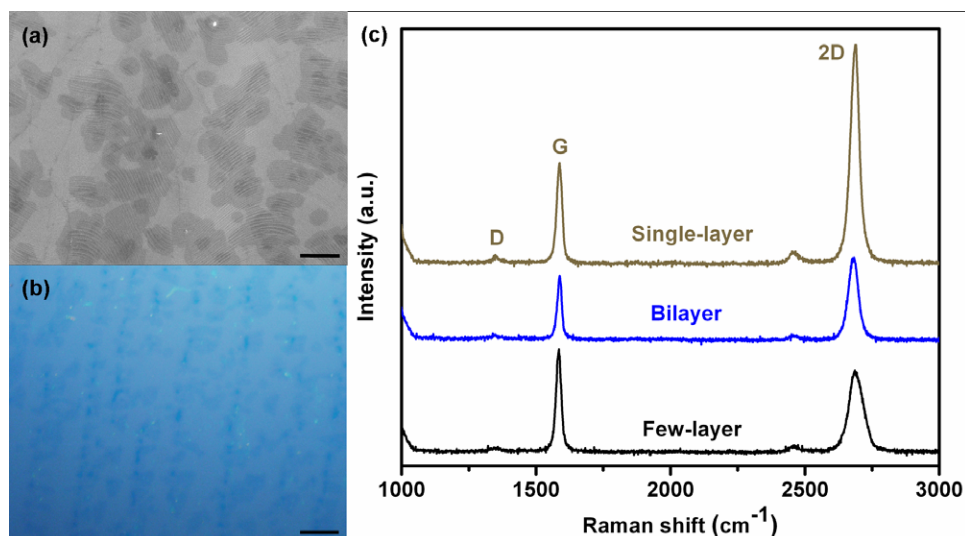 (a)
(b)
(c)
2D
G
D
Single-layer
Bilayer
Few-layer
Intensity (a.u.)
1000 1500 2000 2500 3000
Raman shift (cm⁻¹)